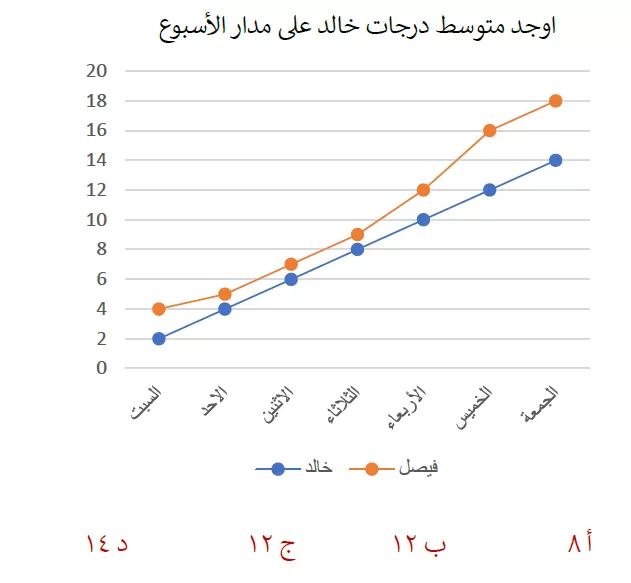 اوجد متوسط درجات خالد على مدار الأسبوع
20
18
16
14
12
10
8
6
4
2
0
السبت
الاحد
الاثنين
الثلاثاء
الأربعاء
الخميس
الجمعة
خالد فيصل
أ ٨ ب ١٢ ج ١٢ د ١٤